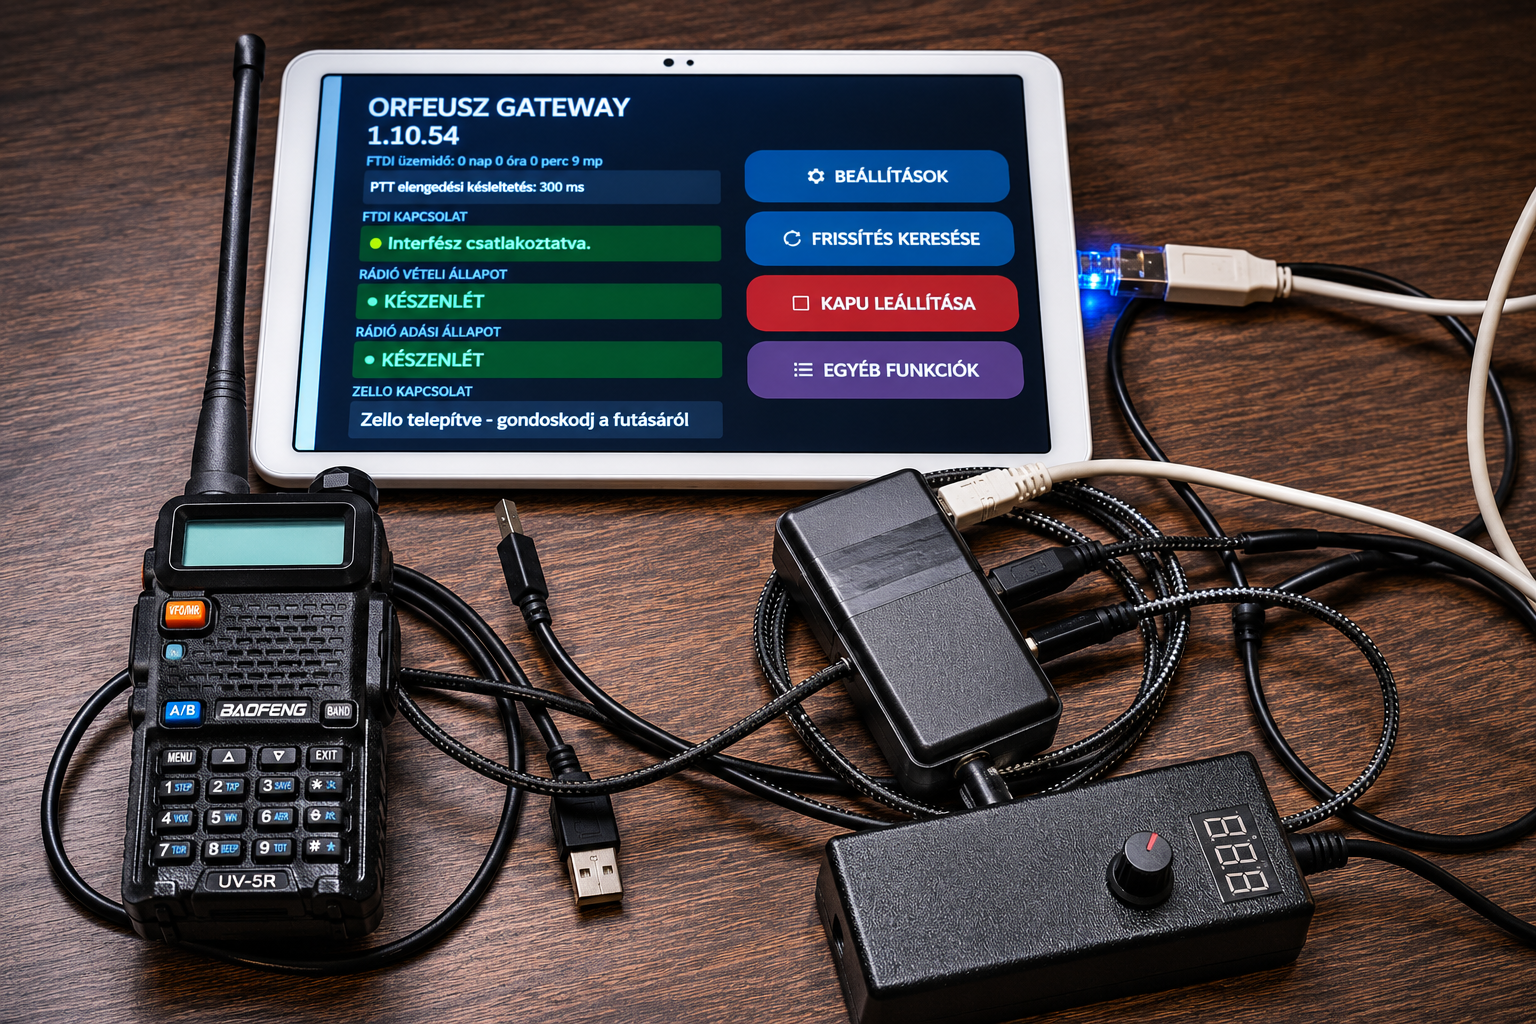 ORFEUSZ GATEWAY
1.10.54
FTDI üzemidő: 0 nap 0 óra 0 perc 9 mp
PTT elengedési késleltetés: 300 ms
FTDI KAPCSOLAT
Interfész csatlakoztatva.
RÁDIÓ VÉTELI ÁLLAPOT
KÉSZENLÉT
RÁDIÓ ADÁSI ÁLLAPOT
KÉSZENLÉT
ZELLO KAPCSOLAT
Zello telepítve - gondoskodj a futásáról
BEÁLLÍTÁSOK
FRISSÍTÉS KERESÉSE
KAPU LEÁLLÍTÁSA
EGYÉB FUNKCIÓK
VFO/MR
A/B BAOFENG BAND
MENU EXIT
1 STEP 2 3 SAVE *
4 VOX 5 6
7 TDR 8 BEEP 9 TOT # *
UV-5R